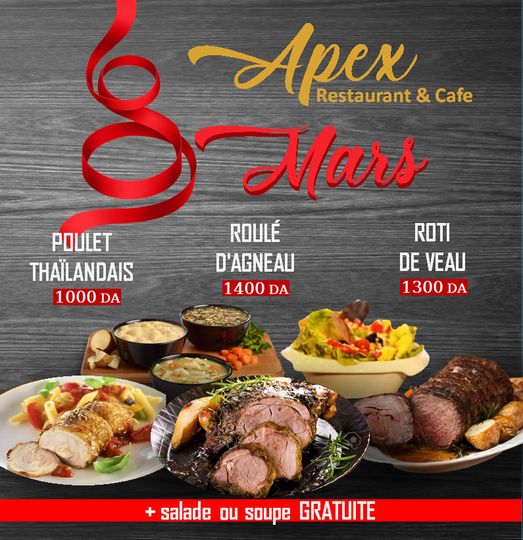 Apex
Restaurant & Cafe
8 Mars
POULET
THAÏLANDAIS
1000 DA
ROULÉ
D'AGNEAU
1400 DA
ROTI
DE VEAU
1300 DA
+ salade ou soupe GRATUITE